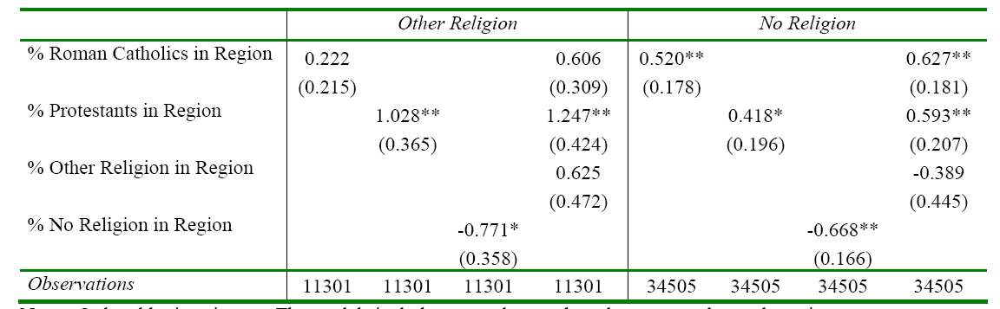 Other Religion No Religion
% Roman Catholics in Region 0.222 0.606 0.520** 0.627**
(0.215) (0.309) (0.178) (0.181)
% Protestants in Region 1.028** 1.247** 0.418* 0.593**
(0.365) (0.424) (0.196) (0.207)
% Other Religion in Region 0.625 -0.389
(0.472) (0.445)
% No Religion in Region -0.771* -0.668**
(0.358) (0.166)
Observations 11301 11301 11301 11301 34505 34505 34505 34505